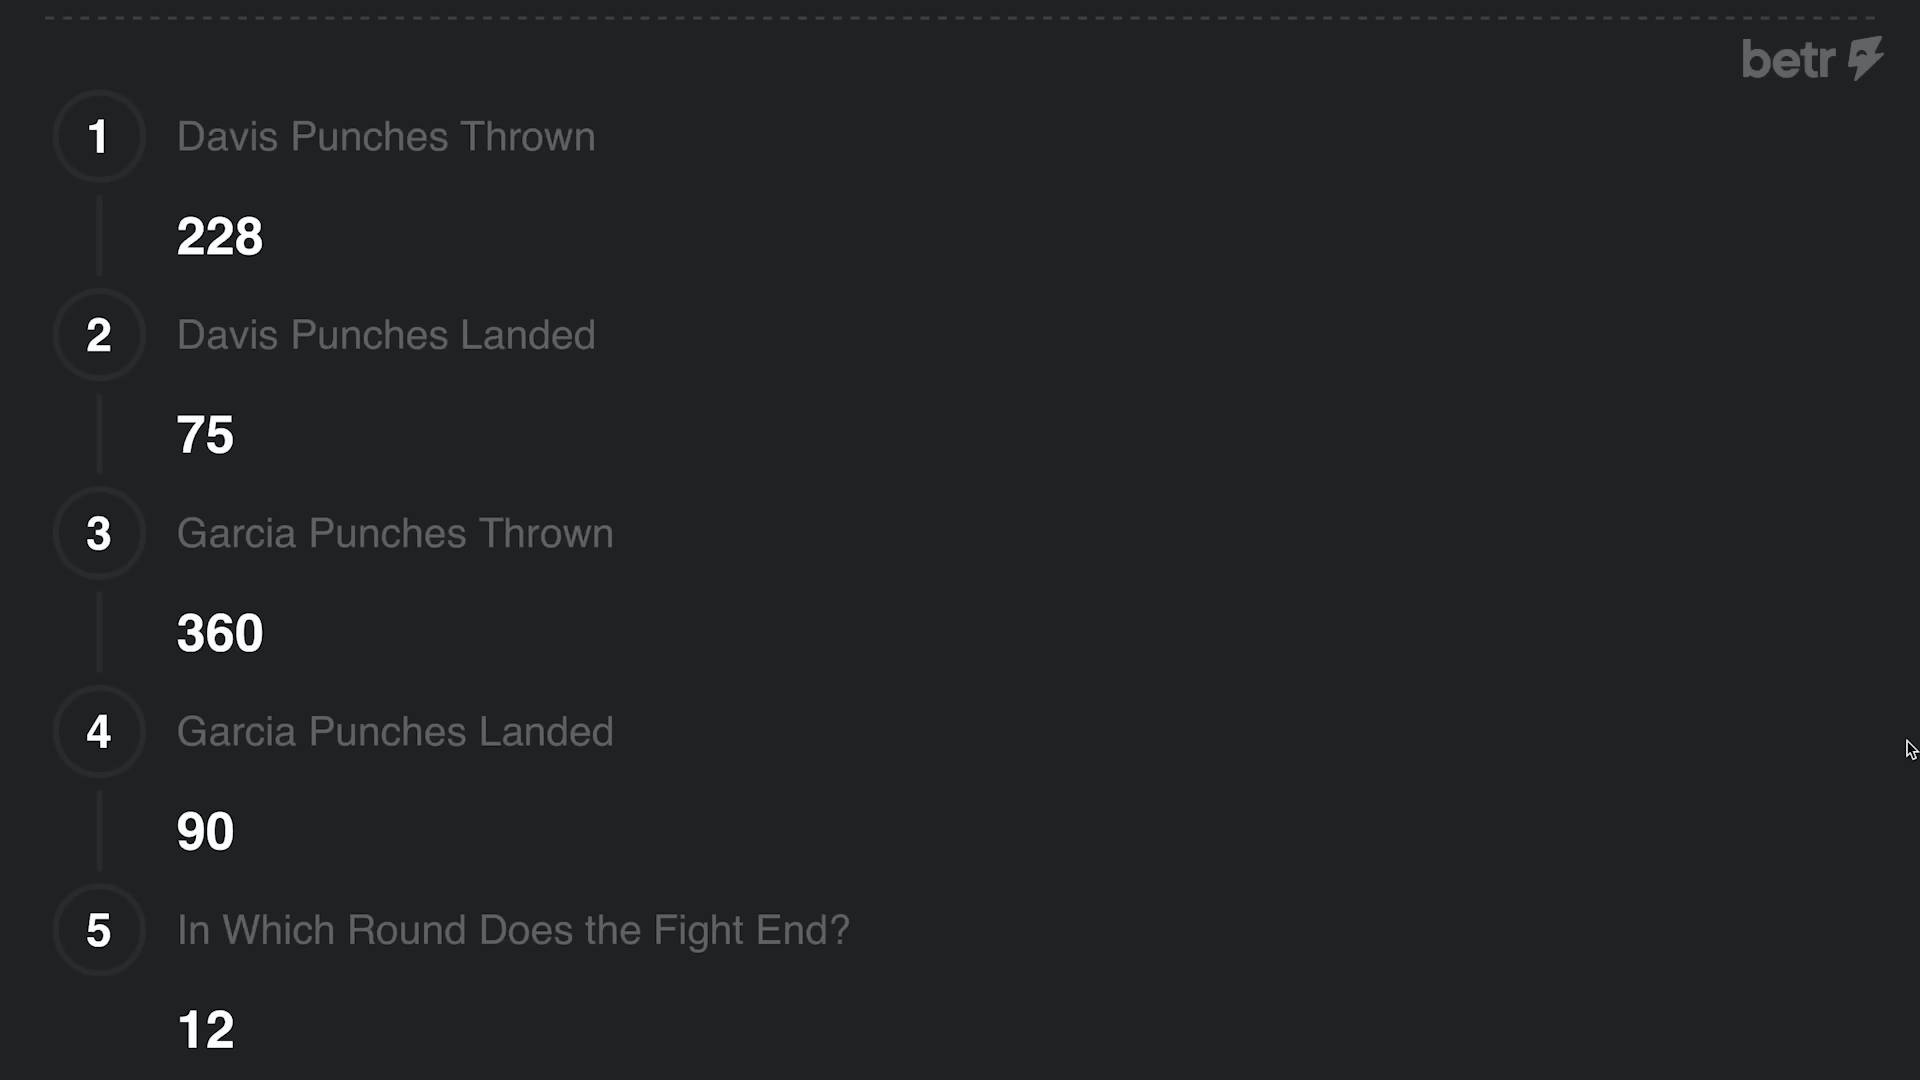 betr
1 Davis Punches Thrown
228
2 Davis Punches Landed
75
3 Garcia Punches Thrown
360
4 Garcia Punches Landed
90
5 In Which Round Does the Fight End?
12